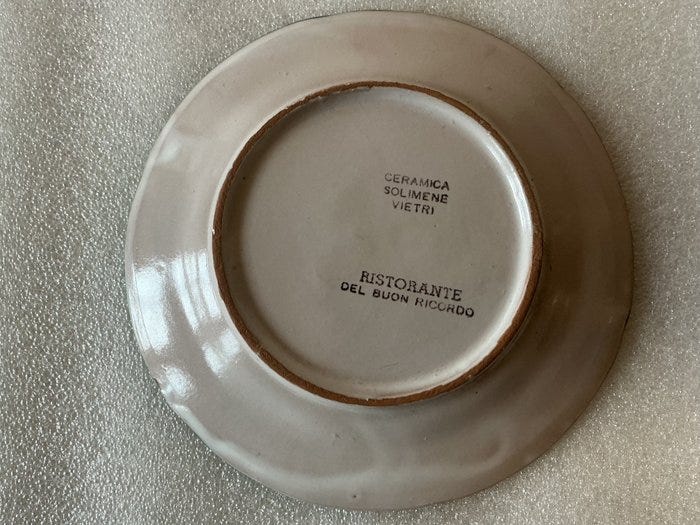 CERAMICA
SOLIMENE
VIETRI
RISTORANTE
DEL BUON RICORDO